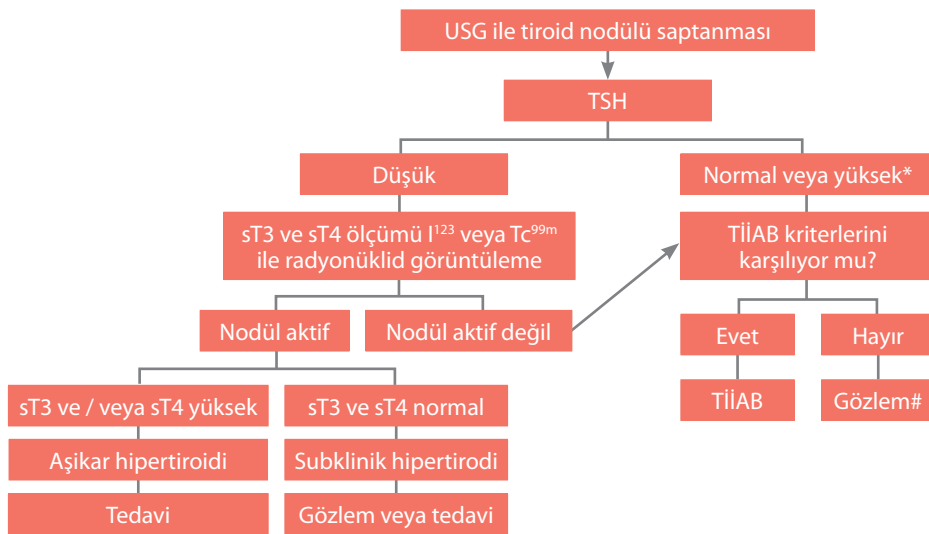 USG ile tiroid nodülü saptanması
TSH
Düşük
Normal veya yüksek*
sT3 ve sT4 ölçümü I¹²³ veya Tc⁹⁹ᵐ
ile radyonüklid görüntüleme
TİİAB kriterlerini
karşılıyor mu?
Nodül aktif
Nodül aktif değil
Evet
Hayır
sT3 ve / veya sT4 yüksek
sT3 ve sT4 normal
TİİAB
Gözlem#
Aşikar hipertiroidi
Subklinik hipertirodi
Tedavi
Gözlem veya tedavi